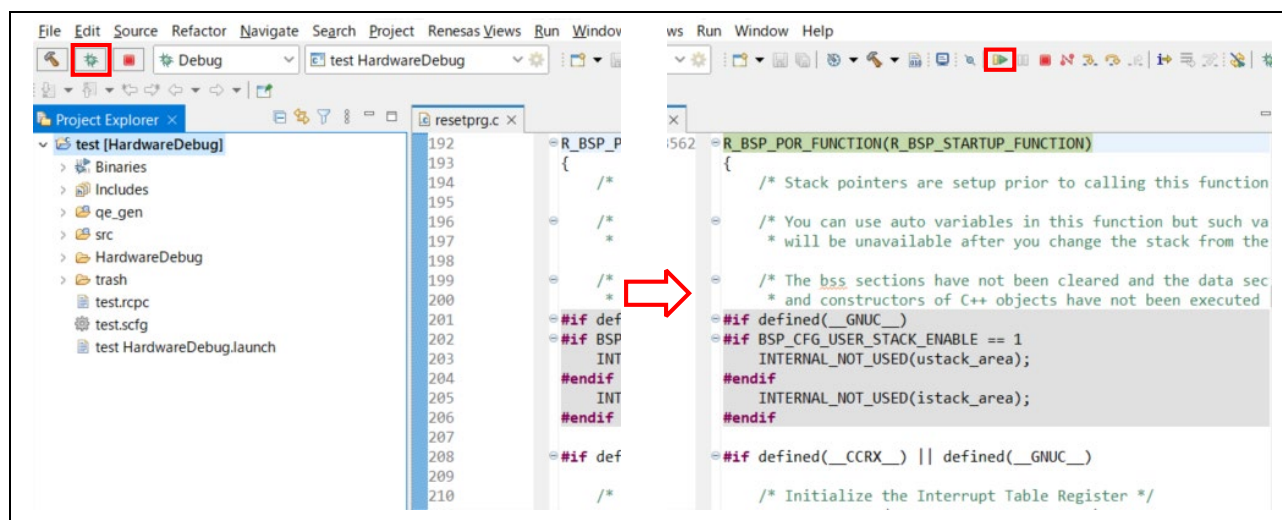 File Edit Source Refactor Navigate Search Project Renesas Views Run Window
Debug
test HardwareDebug
Project Explorer
test [HardwareDebug]
Binaries
Includes
qe_gen
src
HardwareDebug
trash
test.rcpc
test.scfg
test HardwareDebug.launch
resetprg.c
192 R_BSP_P
193 {
194 /*
195
196 /*
197 *
198
199 /*
200 *
201 #if def
202 #if BSP
203 INT
204 #endif
205 INT
206 #endif
207
208 #if def
209
210 /*
ws Run Window Help
3562 R_BSP_POR_FUNCTION(R_BSP_STARTUP_FUNCTION)
{
/* Stack pointers are setup prior to calling this function
/* You can use auto variables in this function but such va
* will be unavailable after you change the stack from the
/* The bss sections have not been cleared and the data sec
* and constructors of C++ objects have not been executed
#if defined(__GNUC__)
#if BSP_CFG_USER_STACK_ENABLE == 1
INTERNAL_NOT_USED(ustack_area);
#endif
INTERNAL_NOT_USED(istack_area);
#endif
#if defined(__CCRX__) || defined(__GNUC__)
/* Initialize the Interrupt Table Register */